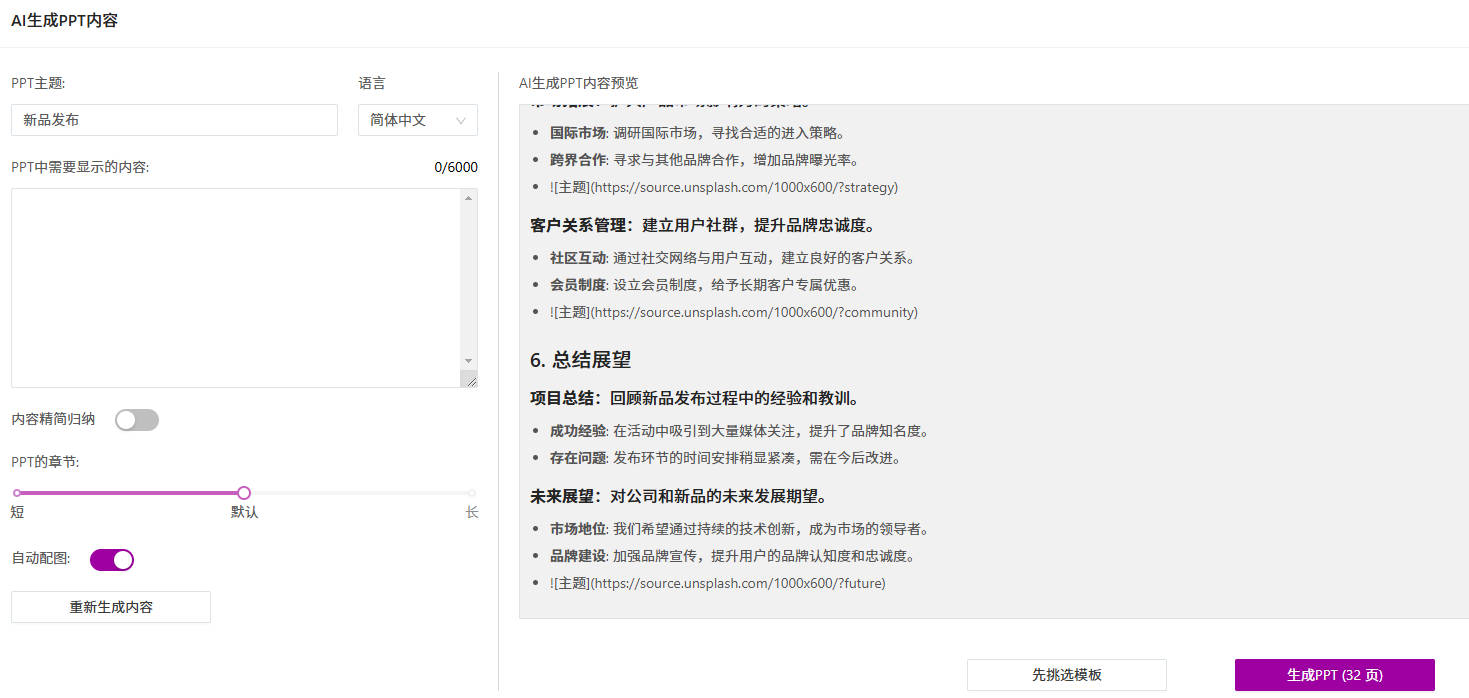 AI生成PPT内容
PPT主题:
语言
新品发布
简体中文
PPT中需要显示的内容:
0/6000
内容精简归纳
PPT的章节:
短
默认
长
自动配图:
重新生成内容
AI生成PPT内容预览
国际市场: 调研国际市场，寻找合适的进入策略。
跨界合作: 寻求与其他品牌合作，增加品牌曝光率。
![主题](https://source.unsplash.com/1000x600/?strategy)
客户关系管理：建立用户社群，提升品牌忠诚度。
社区互动: 通过社交网络与用户互动，建立良好的客户关系。
会员制度: 设立会员制度，给予长期客户专属优惠。
![主题](https://source.unsplash.com/1000x600/?community)
6. 总结展望
项目总结：回顾新品发布过程中的经验和教训。
成功经验: 在活动中吸引到大量媒体关注，提升了品牌知名度。
存在问题: 发布环节的时间安排稍显紧凑，需在今后改进。
未来展望：对公司和新品的未来发展期望。
市场地位: 我们希望通过持续的技术创新，成为市场的领导者。
品牌建设: 加强品牌宣传，提升用户的品牌认知度和忠诚度。
![主题](https://source.unsplash.com/1000x600/?future)
先挑选模板
生成PPT (32 页)